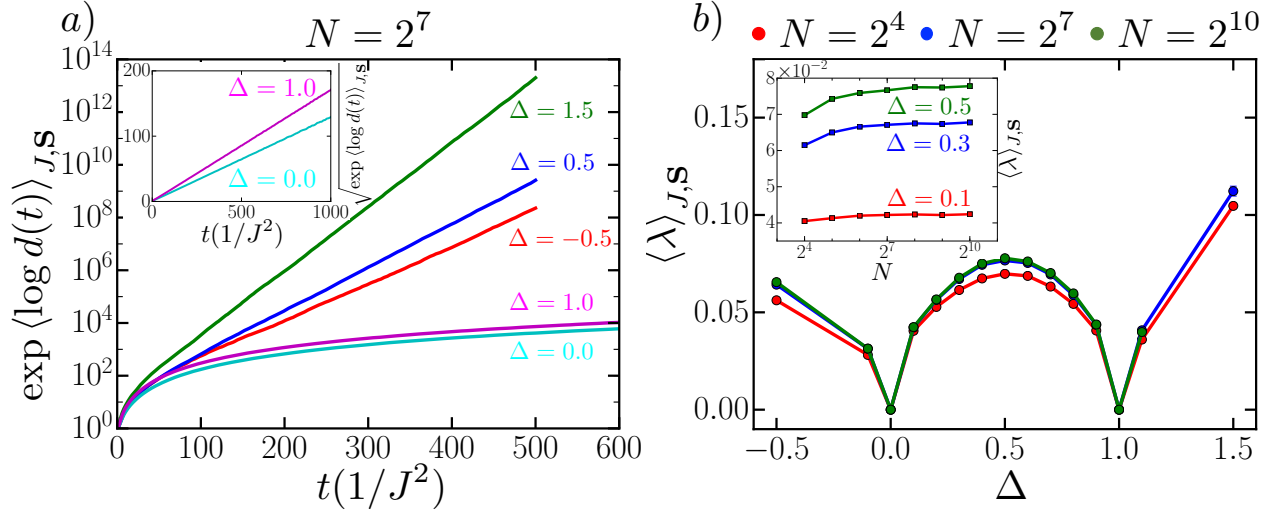 a)
N = 2^7
exp ⟨log d(t)⟩_{J,s}
10^14
10^12
10^10
10^8
10^6
10^4
10^2
10^0
0
100
200
300
400
500
600
t(1/J^2)
Δ = 1.5
Δ = 0.5
Δ = −0.5
Δ = 1.0
Δ = 0.0
200
100
0
0
500
1000
t(1/J^2)
√exp ⟨log d(t)⟩_{J,s}
Δ = 1.0
Δ = 0.0
b)
N = 2^4
N = 2^7
N = 2^10
⟨λ⟩_{J,s}
0.15
0.10
0.05
0.00
−0.5
0.0
0.5
1.0
1.5
Δ
×10^−2
8
7
6
5
4
2^4
2^7
2^10
N
⟨λ⟩_{J,s}
Δ = 0.5
Δ = 0.3
Δ = 0.1